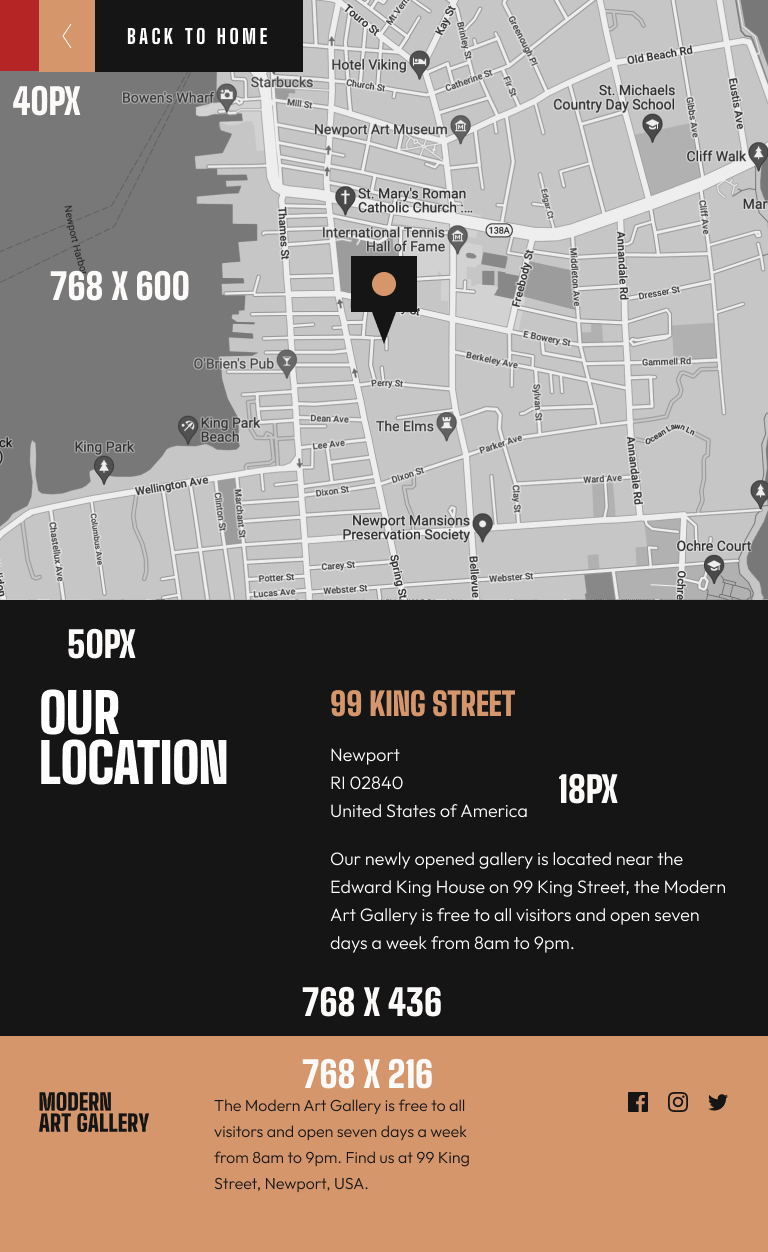 BACK TO HOME
40PX
Touro St
Mt Vern
Kay St
Brinley St
Greenough Pl
Hotel Viking
Old Beach Rd
Starbucks
Church St
Catherine St
Fir St
St. Michaels
Country Day School
Eustis Ave
Bowen's Wharf
Mill St
Gibbs Ave
Newport Art Museum
Cliff Walk
St. Mary's Roman
Catholic Church :...
Edgar Ct
Cliff Ave
Mar
Newport Harbor
Thames St
International Tennis
Hall of Fame
138A
Annandale Rd
Middleton Ave
Freebody St
768 X 600
Dresser St
y St
E Bowery St
O'Brien's Pub
Berkeley Ave
Gammell Rd
Perry St
Sylvan St
Dean Ave
King Park
Beach
The Elms
Ocean Lawn Ln
ck
)
King Park
Lee Ave
Parker Ave
Annandale Rd
Wellington Ave
Dixon St
Dixon St
Ward Ave
Clinton St
Marchant St
Clay St
Chastellux Ave
Columbus Ave
Newport Mansions
Preservation Society
Ochre Court
Carey St
Spring St
Bellevue
Potter St
Webster St
Ochre
Lucas Ave
Webster St
50PX
OUR
LOCATION
99 KING STREET
Newport
RI 02840
United States of America
18PX
Our newly opened gallery is located near the
Edward King House on 99 King Street, the Modern
Art Gallery is free to all visitors and open seven
days a week from 8am to 9pm.
768 X 436
768 X 216
MODERN
ART GALLERY
The Modern Art Gallery is free to all
visitors and open seven days a week
from 8am to 9pm. Find us at 99 King
Street, Newport, USA.